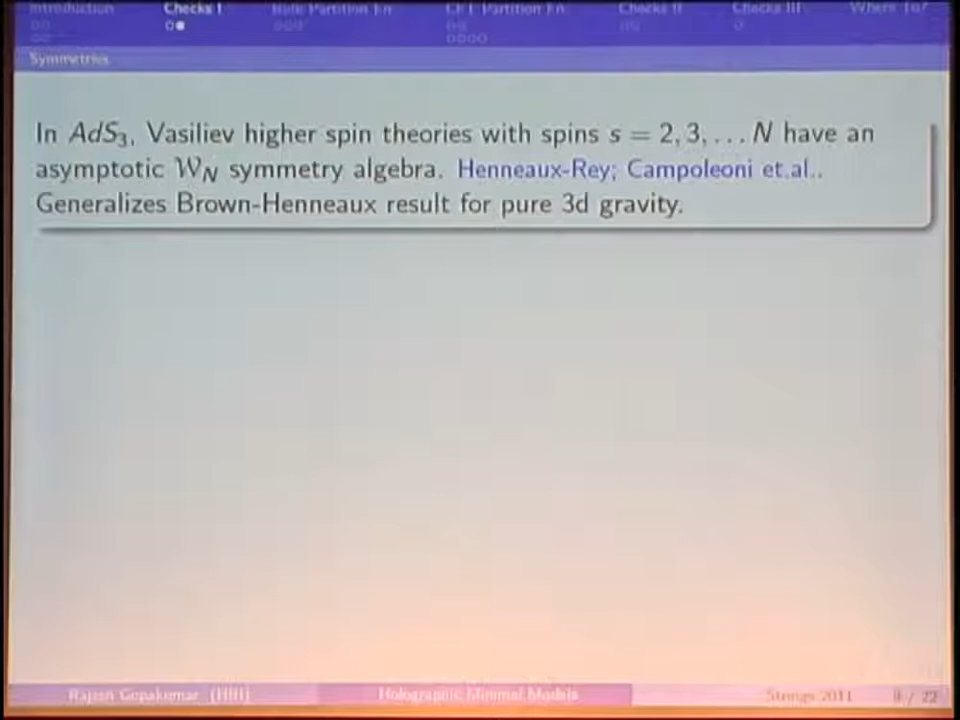 Introduction Checks I Bulk Partition Fn CFT Partition Fn Checks II Checks III Where To?
Symmetries
In AdS₃, Vasiliev higher spin theories with spins s = 2, 3, . . . N have an
asymptotic W_N symmetry algebra. Henneaux-Rey; Campoleoni et.al..
Generalizes Brown-Henneaux result for pure 3d gravity.
Rajesh Gopakumar (HRI) Holographic Minimal Models Strings 2011 / 22